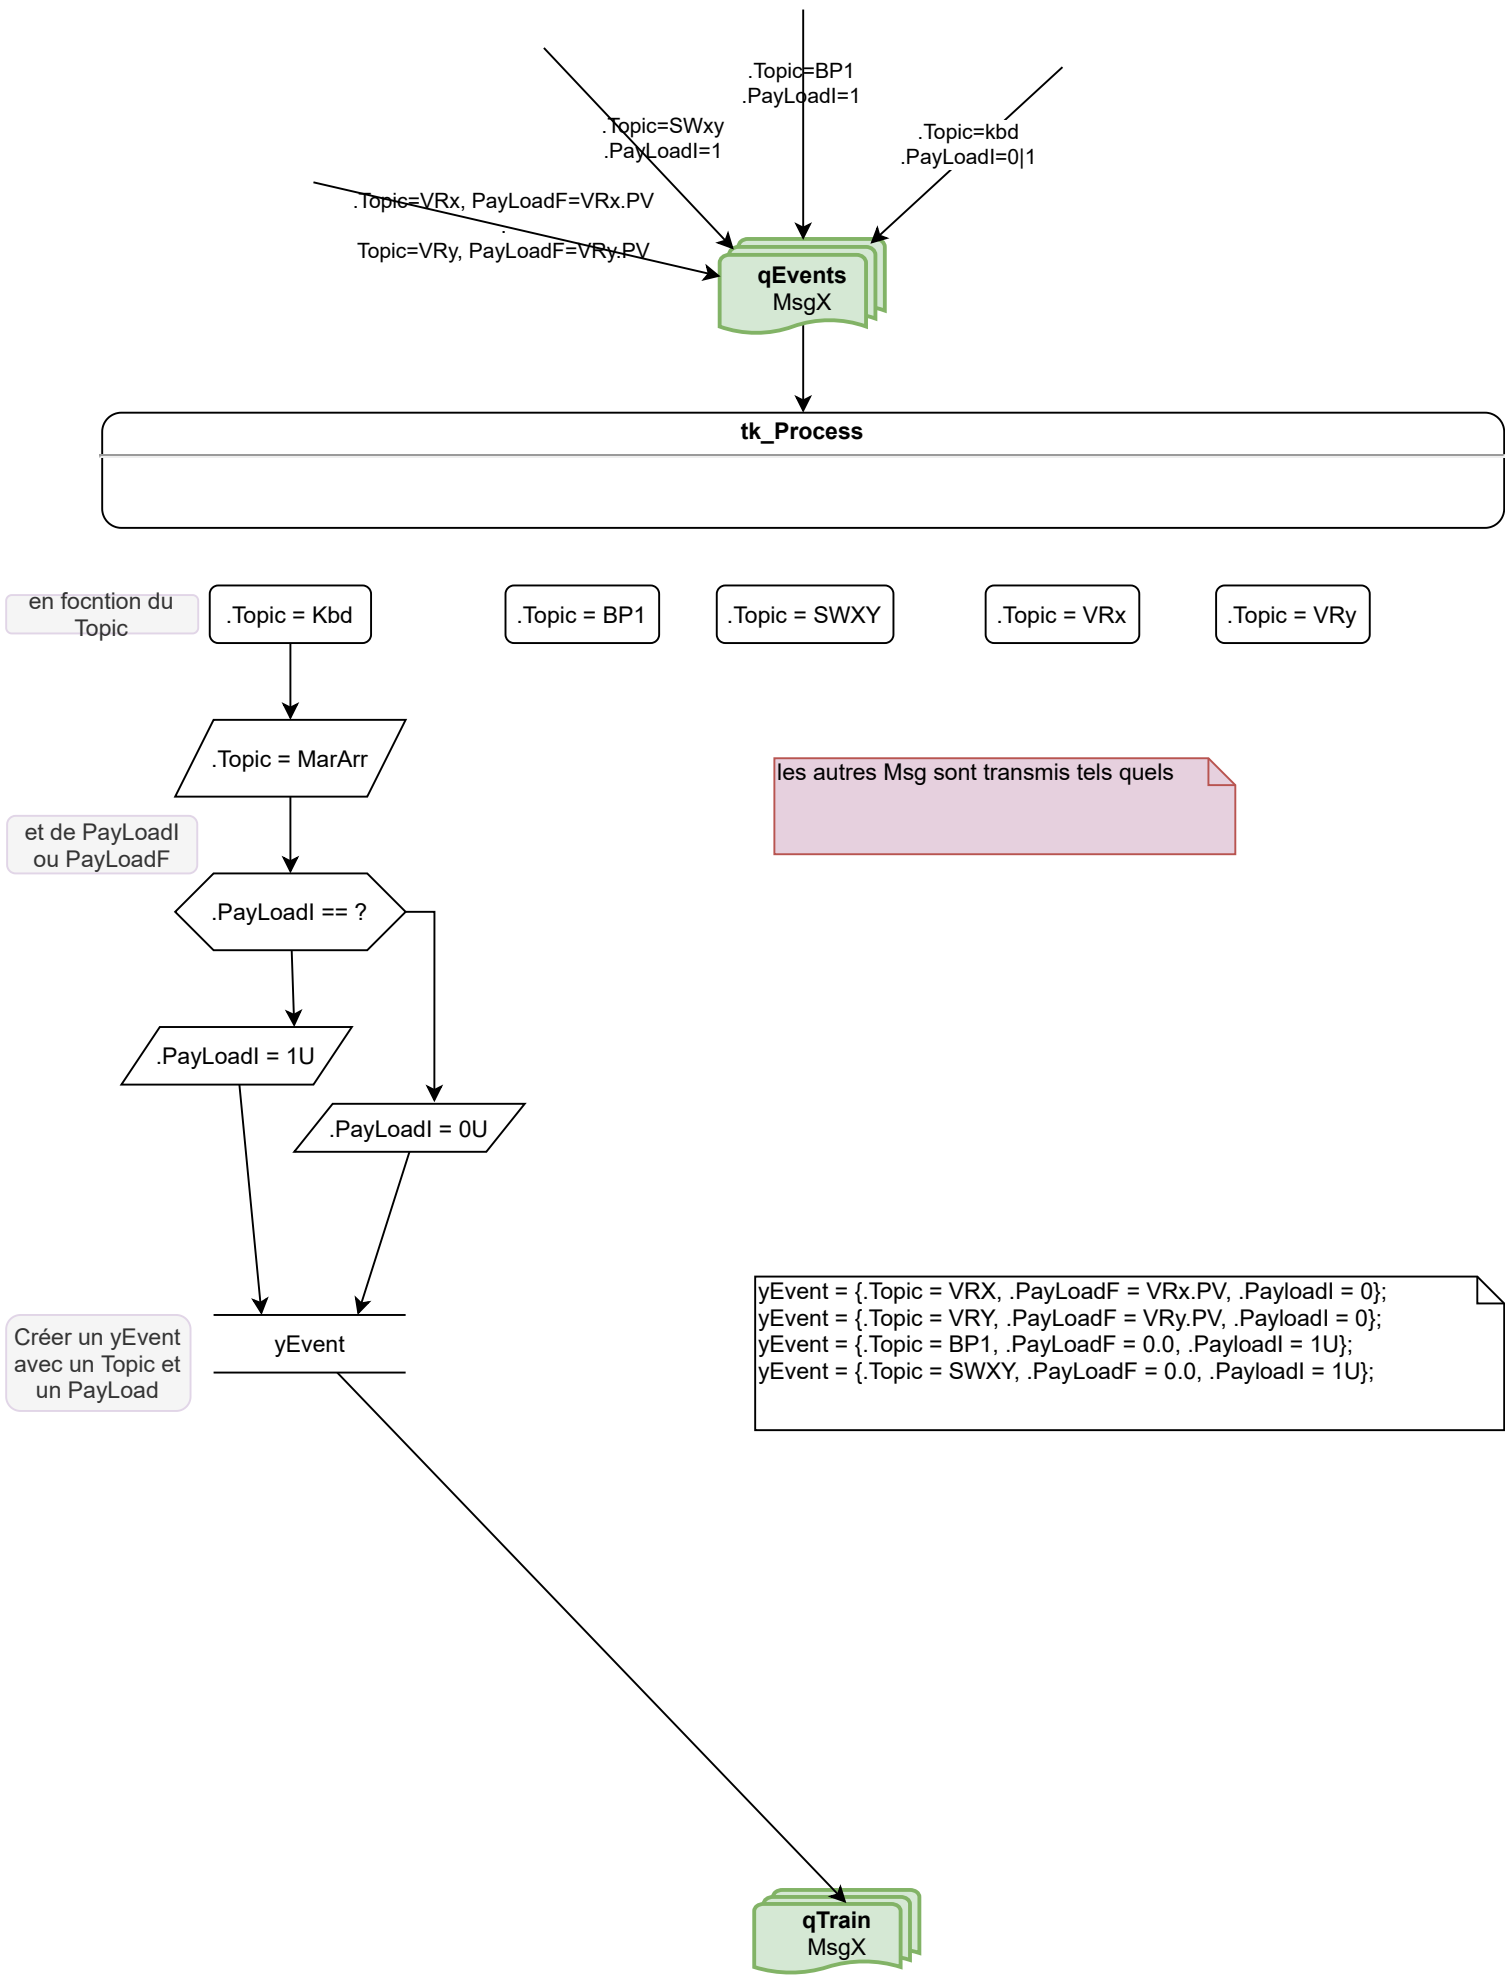 .Topic=BP1
.PayLoadI=1
.Topic=SWxy
.PayLoadI=1
.Topic=kbd
.PayLoadI=0|1
.Topic=VRx, PayLoadF=VRx.PV
.
Topic=VRy, PayLoadF=VRy.PV
qEvents
MsgX
tk_Process
en focntion du
Topic
.Topic = Kbd
.Topic = BP1
.Topic = SWXY
.Topic = VRx
.Topic = VRy
.Topic = MarArr
les autres Msg sont transmis tels quels
et de PayLoadI
ou PayLoadF
.PayLoadI == ?
.PayLoadI = 1U
.PayLoadI = 0U
Créer un yEvent
avec un Topic et
un PayLoad
yEvent
yEvent = {.Topic = VRX, .PayLoadF = VRx.PV, .PayloadI = 0};
yEvent = {.Topic = VRY, .PayLoadF = VRy.PV, .PayloadI = 0};
yEvent = {.Topic = BP1, .PayLoadF = 0.0, .PayloadI = 1U};
yEvent = {.Topic = SWXY, .PayLoadF = 0.0, .PayloadI = 1U};
qTrain
MsgX